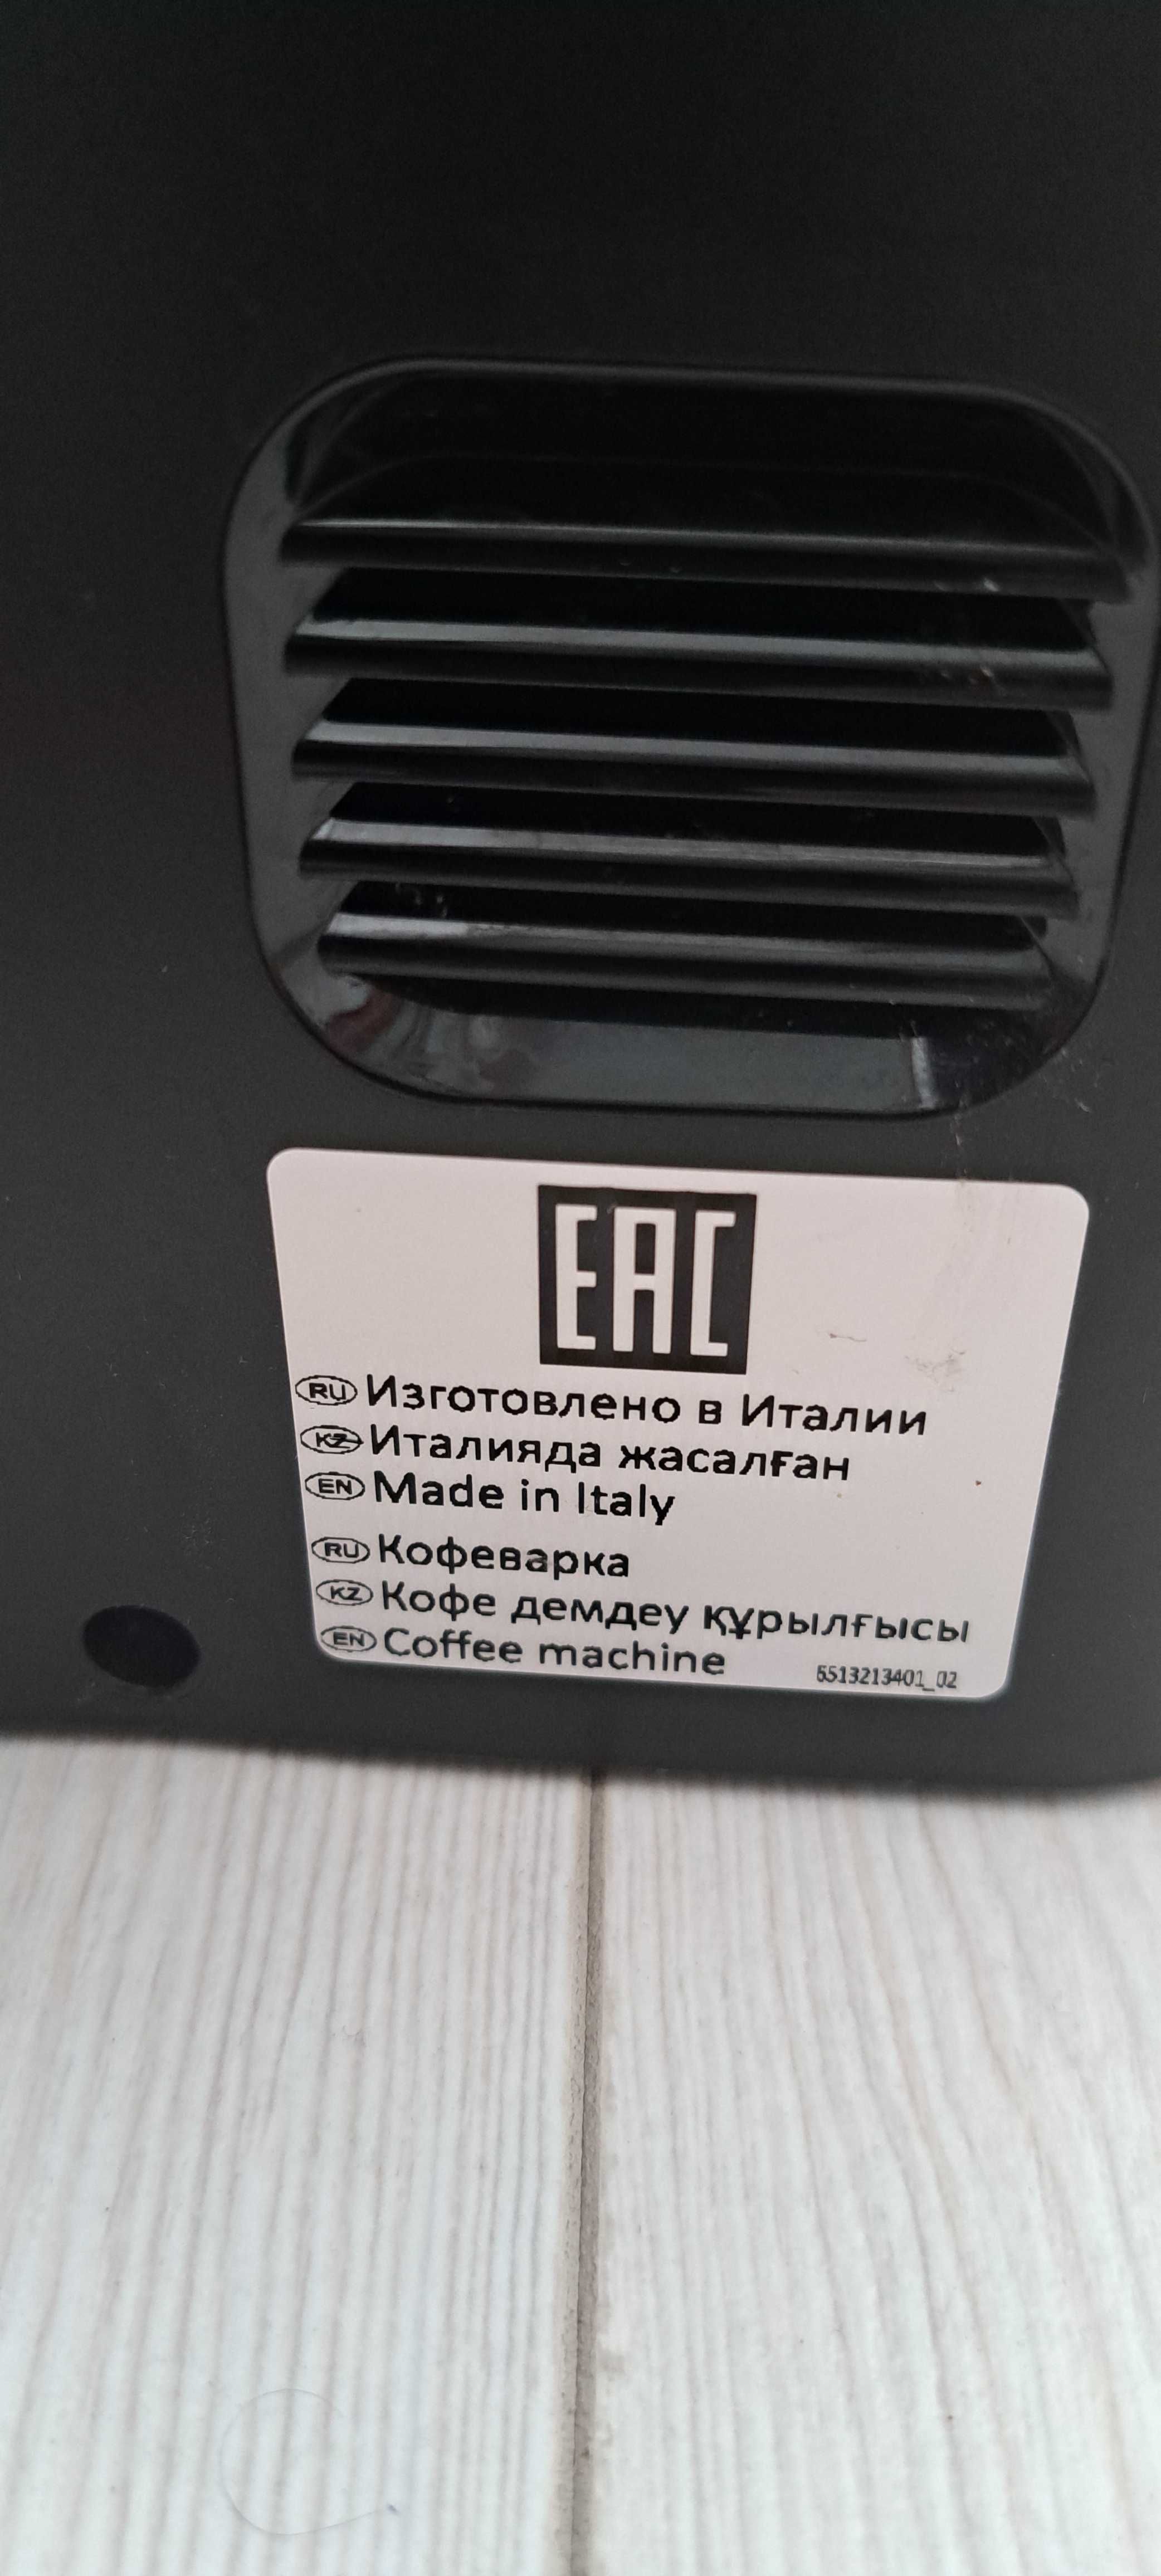 EAC
RU Изготовлено в Италии
KZ Италияда жасалған
EN Made in Italy
RU Кофеварка
KZ Кофе демдеу құрылғысы
EN Coffee machine
5513213401_02